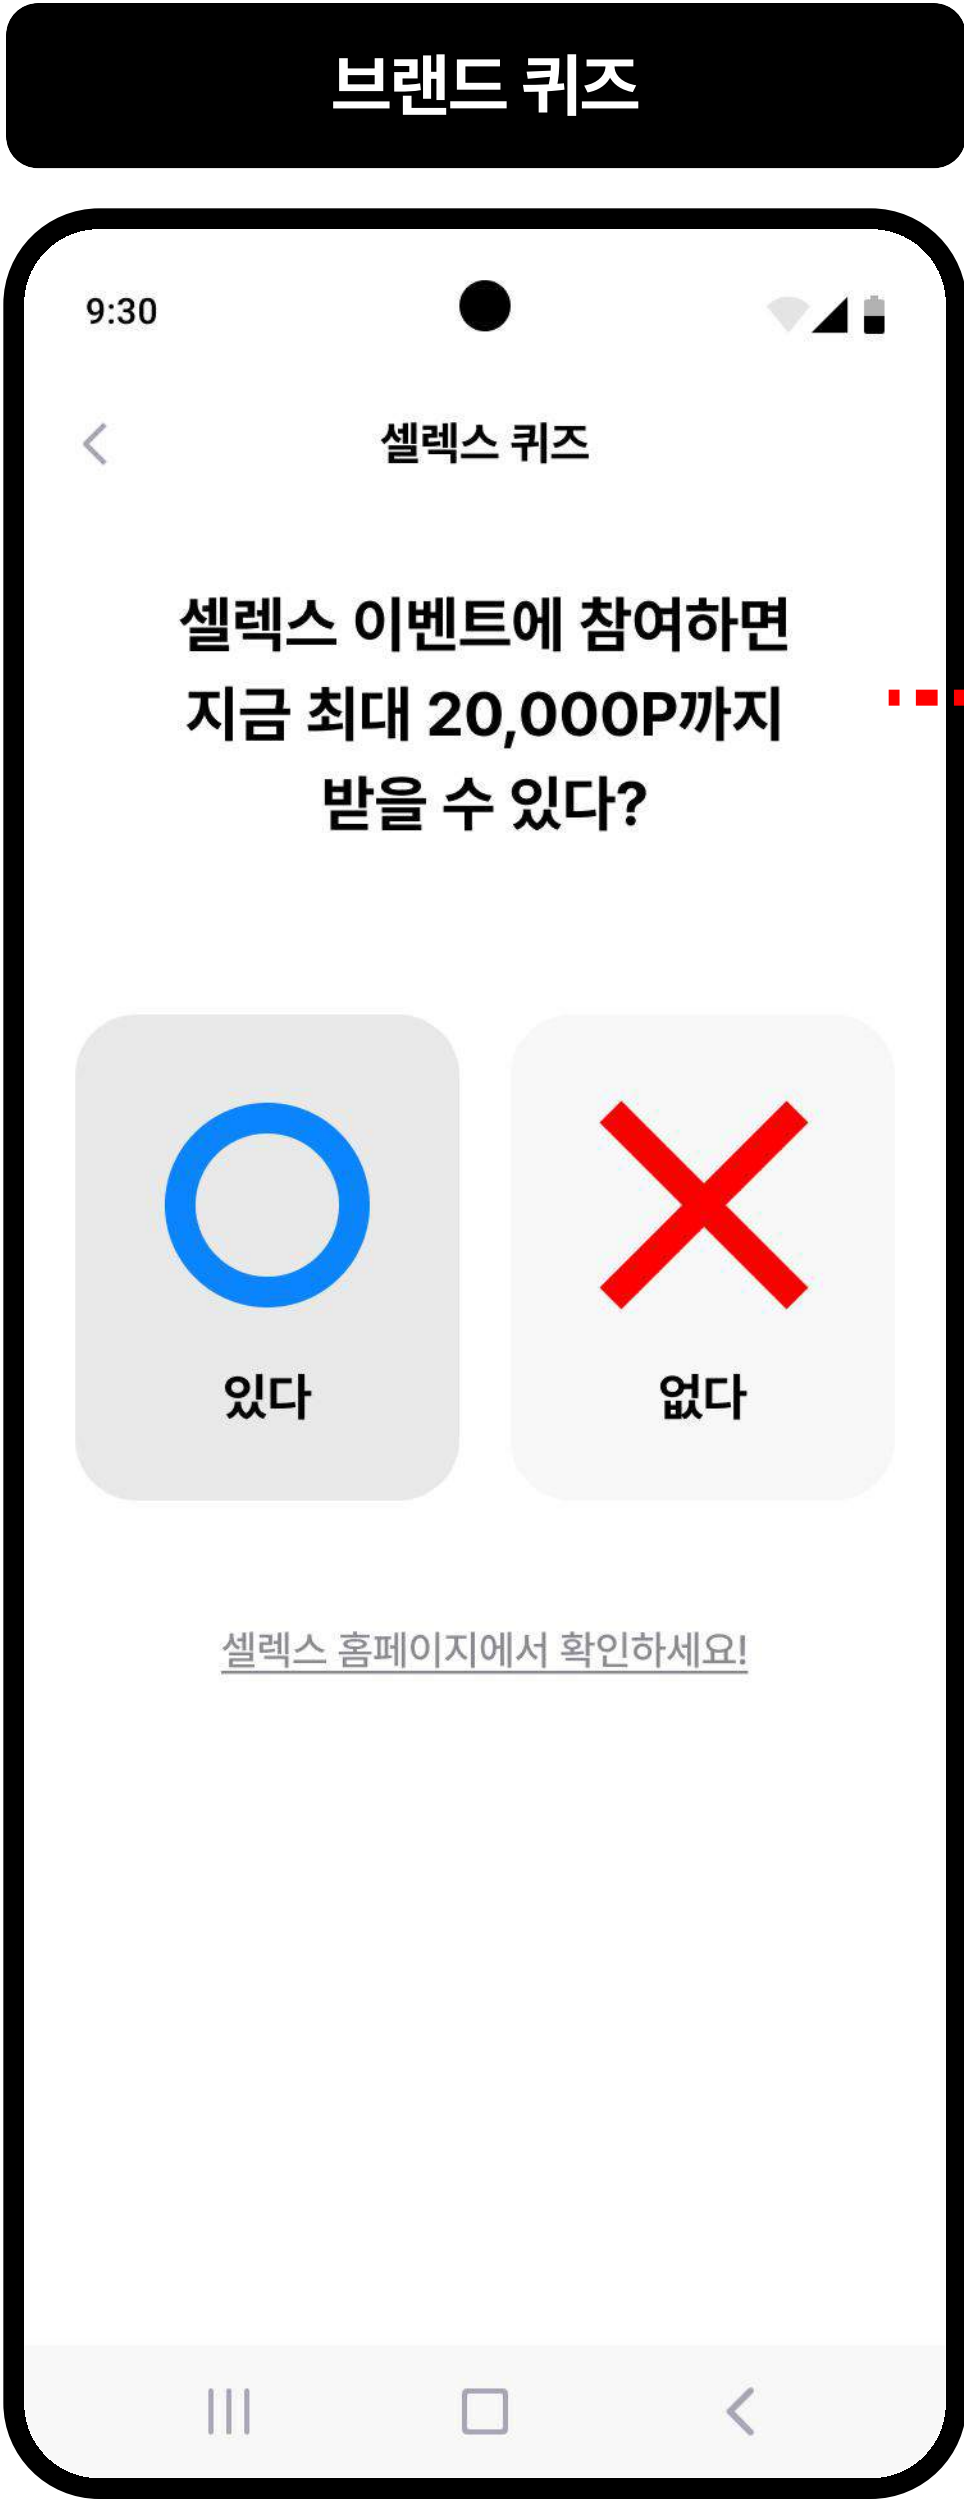 브랜드 퀴즈
9:30
셀렉스 퀴즈
셀렉스 이벤트에 참여하면
지금 최대 20,000P까지
받을 수 있다?
있다
없다
셀렉스 홈페이지에서 확인하세요!